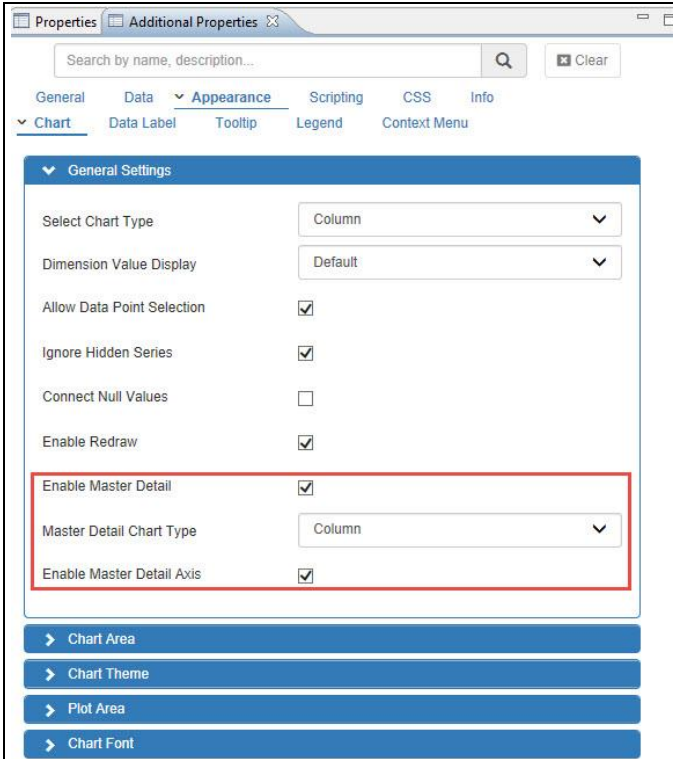 Properties Additional Properties
Search by name, description... Clear
General Data Appearance Scripting CSS Info
Chart Data Label Tooltip Legend Context Menu
General Settings
Select Chart Type Column
Dimension Value Display Default
Allow Data Point Selection
Ignore Hidden Series
Connect Null Values
Enable Redraw
Enable Master Detail
Master Detail Chart Type Column
Enable Master Detail Axis
Chart Area
Chart Theme
Plot Area
Chart Font